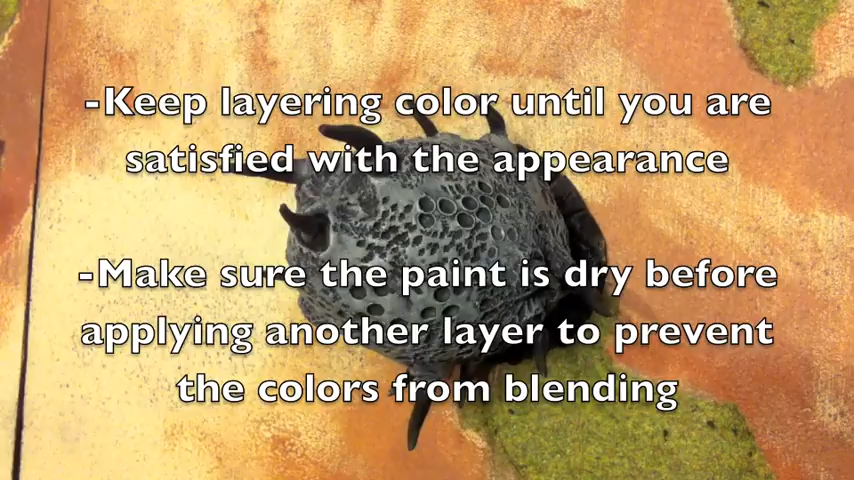 -Keep layering color until you are
satisfied with the appearance
-Make sure the paint is dry before
applying another layer to prevent
the colors from blending